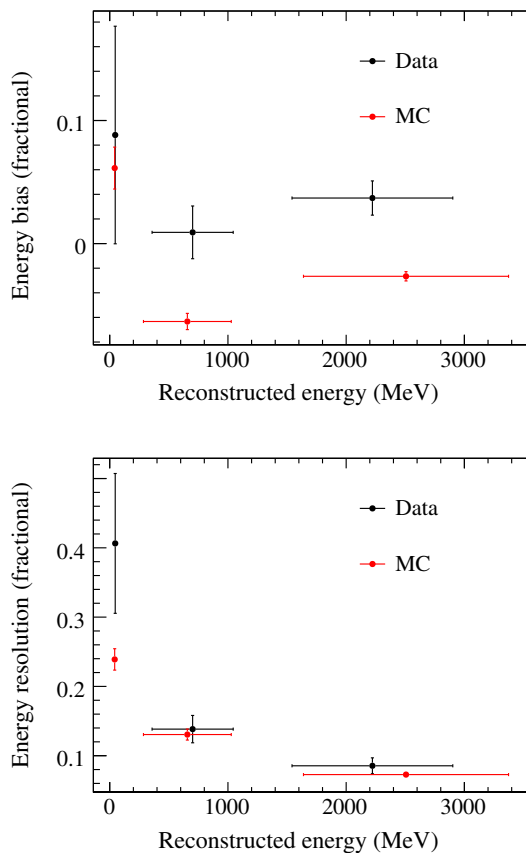 Energy bias (fractional)
0.1
0
Data
MC
0 1000 2000 3000
Reconstructed energy (MeV)
Energy resolution (fractional)
0.4
0.3
0.2
0.1
Data
MC
0 1000 2000 3000
Reconstructed energy (MeV)